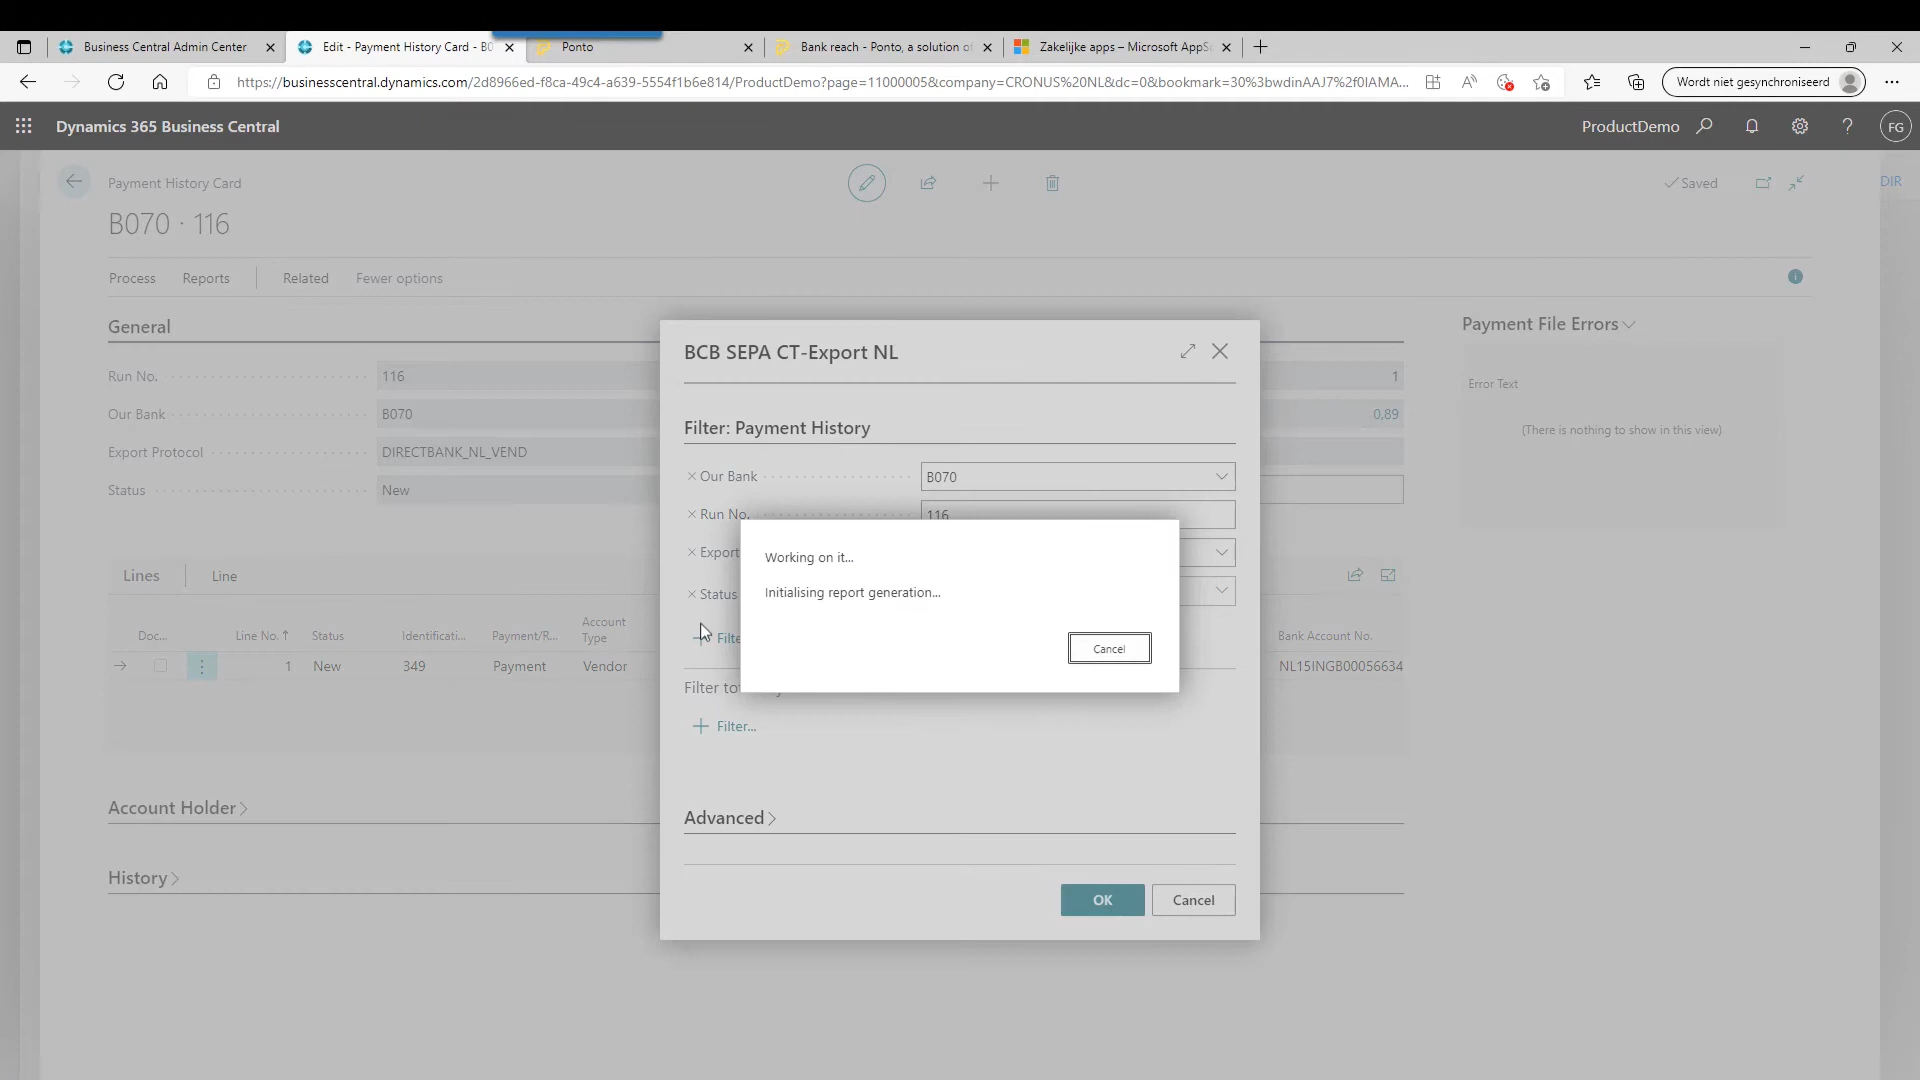 Business Central Admin Center
Edit - Payment History Card - B0
Ponto
Bank reach - Ponto, a solution of
Zakelijke apps – Microsoft AppS
https://businesscentral.dynamics.com/2d8966ed-f8ca-49c4-a639-5554f1b6e814/ProductDemo?page=11000005&company=CRONUS%20NL&dc=0&bookmark=30%3bwdinAAJ7%2f0IAMA...
Wordt niet gesynchroniseerd
Dynamics 365 Business Central
ProductDemo
FG
Payment History Card
Saved
DIR
B070 · 116
Process
Reports
Related
Fewer options
General
Payment File Errors
Run No.
116
1
Error Text
Our Bank
B070
0,89
(There is nothing to show in this view)
Export Protocol
DIRECTBANK_NL_VEND
Status
New
BCB SEPA CT-Export NL
Filter: Payment History
Our Bank
B070
Run No.
116
Export
Status
Filte
Working on it...
Initialising report generation...
Cancel
Filter to
Filter...
Advanced
OK
Cancel
Lines
Line
Doc...
Line No. ↑
Status
Identificati...
Payment/R...
Account Type
Bank Account No.
1
New
349
Payment
Vendor
NL15INGB00056634
Account Holder
History